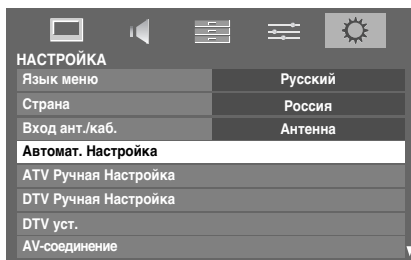 НАСТРОЙКА
Язык меню Русский
Страна Россия
Вход ант./каб. Антенна
Автомат. Настройка
ATV Ручная Настройка
DTV Ручная Настройка
DTV уст.
AV-соединение